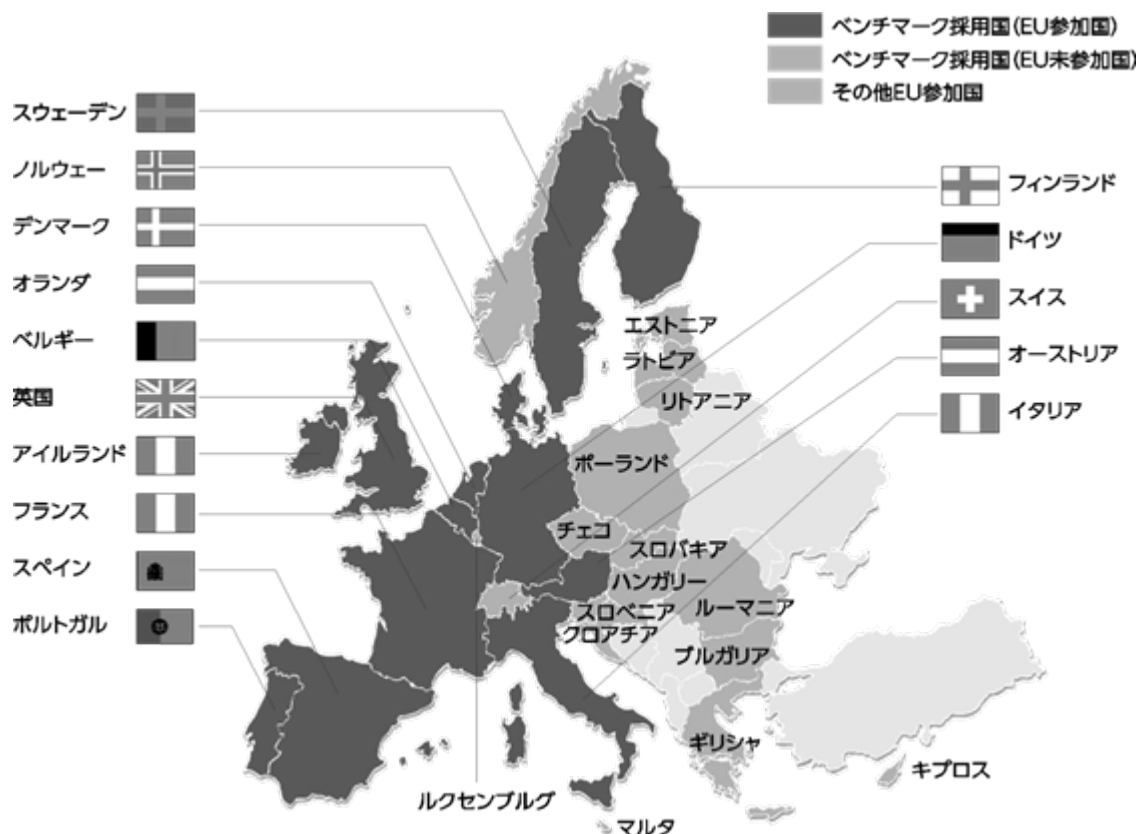 ベンチマーク採用国(EU参加国)
ベンチマーク採用国(EU未参加国)
その他EU参加国
スウェーデン
ノルウェー
デンマーク
オランダ
ベルギー
英国
アイルランド
フランス
スペイン
ポルトガル
フィンランド
ドイツ
スイス
オーストリア
イタリア
エストニア
ラトビア
リトアニア
ポーランド
チェコ
スロバキア
ハンガリー
スロベニア
ルーマニア
クロアチア
ブルガリア
ギリシャ
キプロス
ルクセンブルグ
マルタ